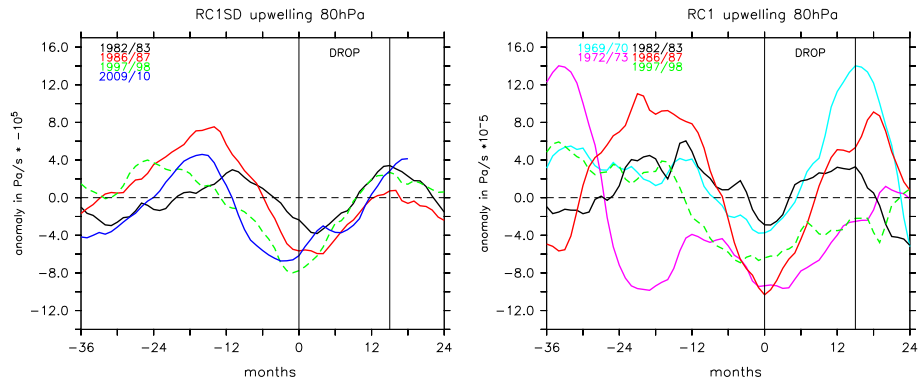 RC1SD upwelling 80hPa
anomaly in Pa/s * -10⁵
16.0
12.0
8.0
4.0
0.0
-4.0
-8.0
-12.0
1982/83
1986/87
1997/98
2009/10
DROP
-36 -24 -12 0 12 24
months
RC1 upwelling 80hPa
anomaly in Pa/s *10-5
16.0
12.0
8.0
4.0
0.0
-4.0
-8.0
-12.0
1969/70 1982/83
1972/73 1986/87
1997/98
DROP
-36 -24 -12 0 12 24
months